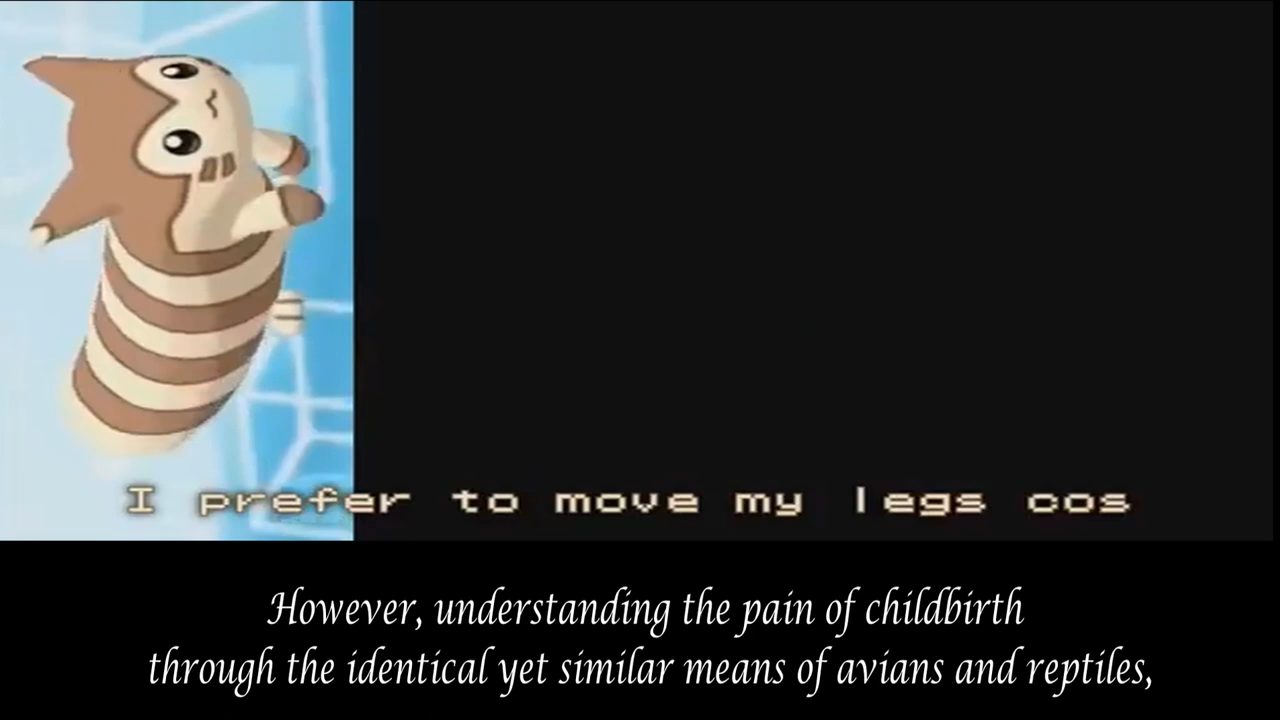 I prefer to move my legs cos
However, understanding the pain of childbirth
through the identical yet similar means of avians and reptiles,